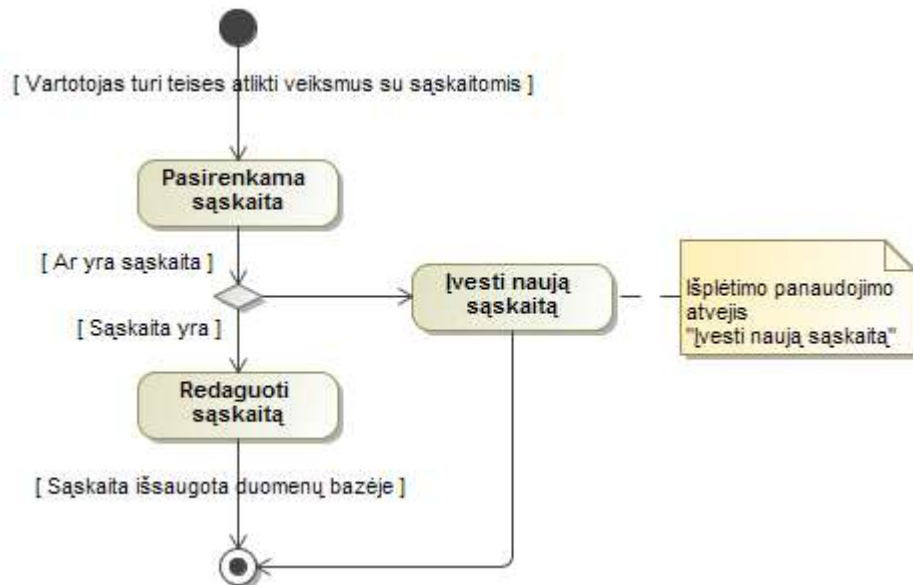 [ Vartotojas turi teises atlikti veiksmus su sąskaitomis ]
Pasirenkama
sąskaita
[ Ar yra sąskaita ]
Įvesti naują
sąskaitą
Išplėtimo panaudojimo
atvejis
"Įvesti naują sąskaitą"
[ Sąskaita yra ]
Redaguoti
sąskaitą
[ Sąskaita išsaugota duomenų bazėje ]